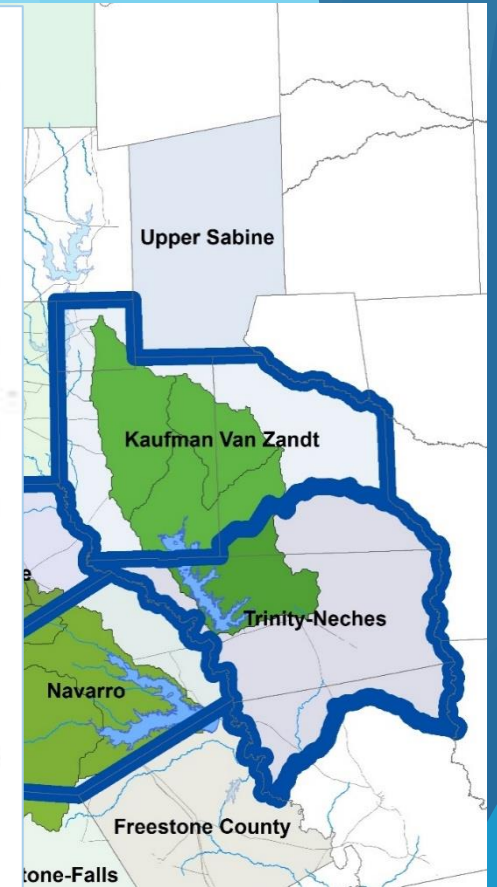 Upper Sabine
Kaufman Van Zandt
e
Trinity-Neches
Navarro
Freestone County
tone-Falls